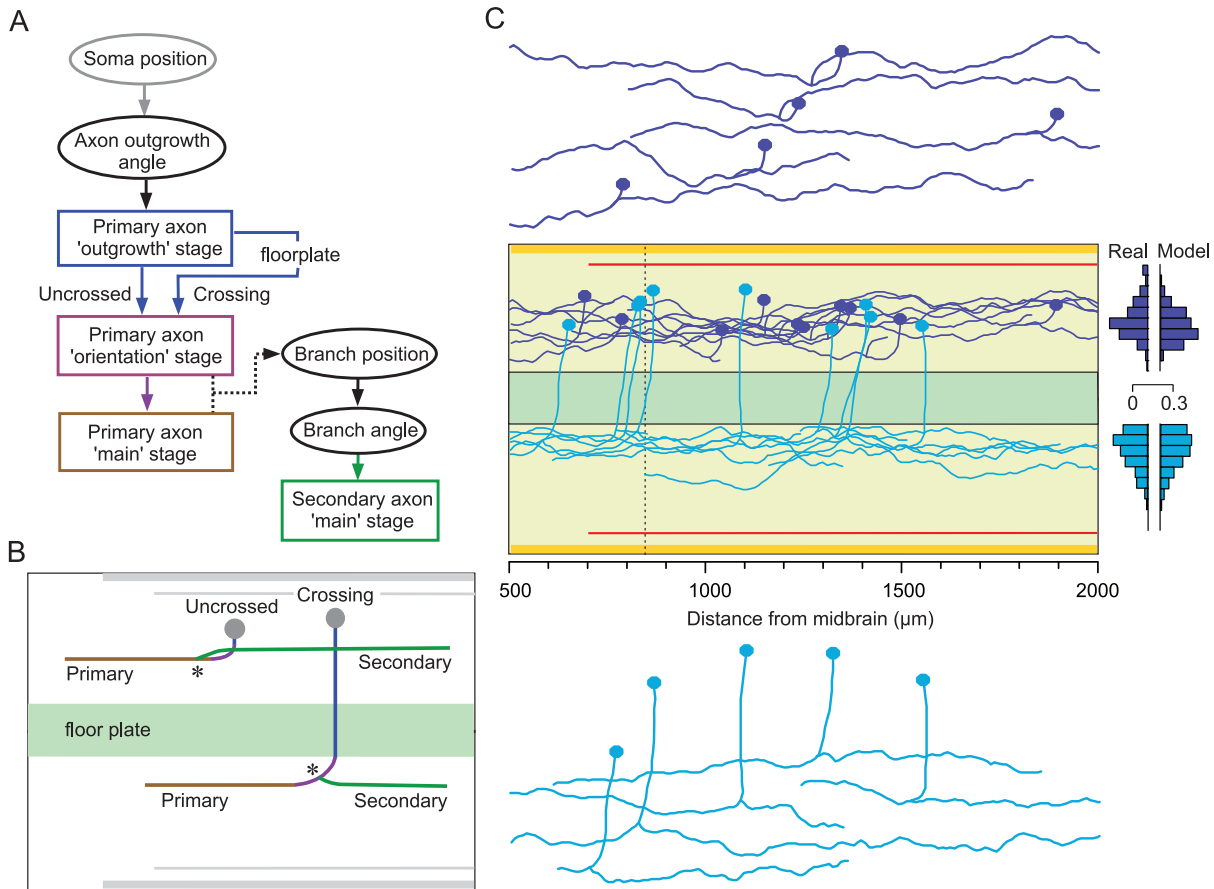 A
Soma position
Axon outgrowth
angle
Primary axon
'outgrowth' stage
floorplate
Uncrossed
Crossing
Primary axon
'orientation' stage
Branch position
Primary axon
'main' stage
Branch angle
Secondary axon
'main' stage
B
Uncrossed
Crossing
Primary
*
Secondary
floor plate
*
Primary
Secondary
C
Real Model
0 0.3
500 1000 1500 2000
Distance from midbrain (µm)